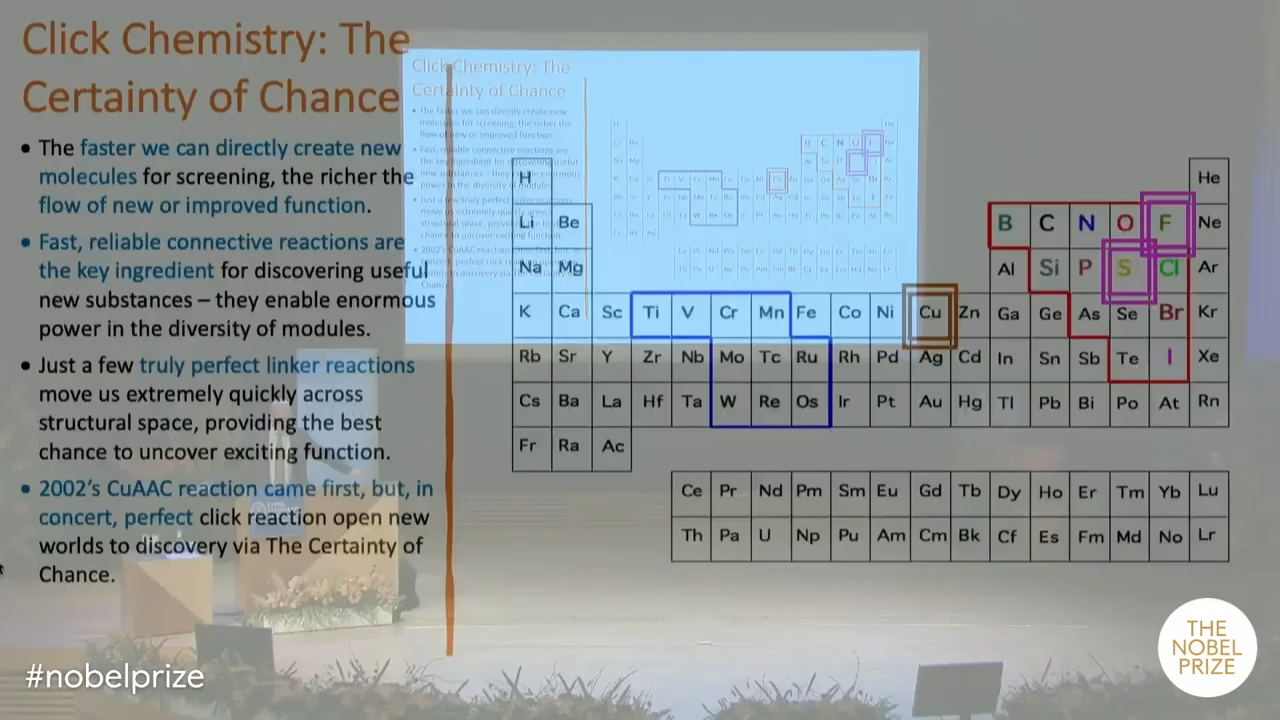 Click Chemistry: The
Certainty of Chance
• The faster we can directly create new
molecules for screening, the richer the
flow of new or improved function.
• Fast, reliable connective reactions are
the key ingredient for discovering useful
new substances – they enable enormous
power in the diversity of modules.
• Just a few truly perfect linker reactions
move us extremely quickly across
structural space, providing the best
chance to uncover exciting function.
• 2002's CuAAC reaction came first, but, in
concert, perfect click reaction open new
worlds to discovery via The Certainty of
Chance.
Click Chemistry: The
Certainty of Chance
H He
Li Be B C N O F Ne
Na Mg Al Si P S Cl Ar
K Ca Sc Ti V Cr Mn Fe Co Ni Cu Zn Ga Ge As Se Br Kr
Rb Sr Y Zr Nb Mo Tc Ru Rh Pd Ag Cd In Sn Sb Te I Xe
Cs Ba La Hf Ta W Re Os Ir Pt Au Hg Tl Pb Bi Po At Rn
Fr Ra Ac
Ce Pr Nd Pm Sm Eu Gd Tb Dy Ho Er Tm Yb Lu
Th Pa U Np Pu Am Cm Bk Cf Es Fm Md No Lr
#nobelprize
THE
NOBEL
PRIZE